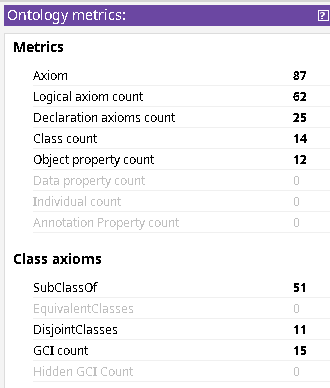 Ontology metrics:
Metrics
Axiom 87
Logical axiom count 62
Declaration axioms count 25
Class count 14
Object property count 12
Data property count 0
Individual count 0
Annotation Property count 0
Class axioms
SubClassOf 51
EquivalentClasses 0
DisjointClasses 11
GCI count 15
Hidden GCI Count 0